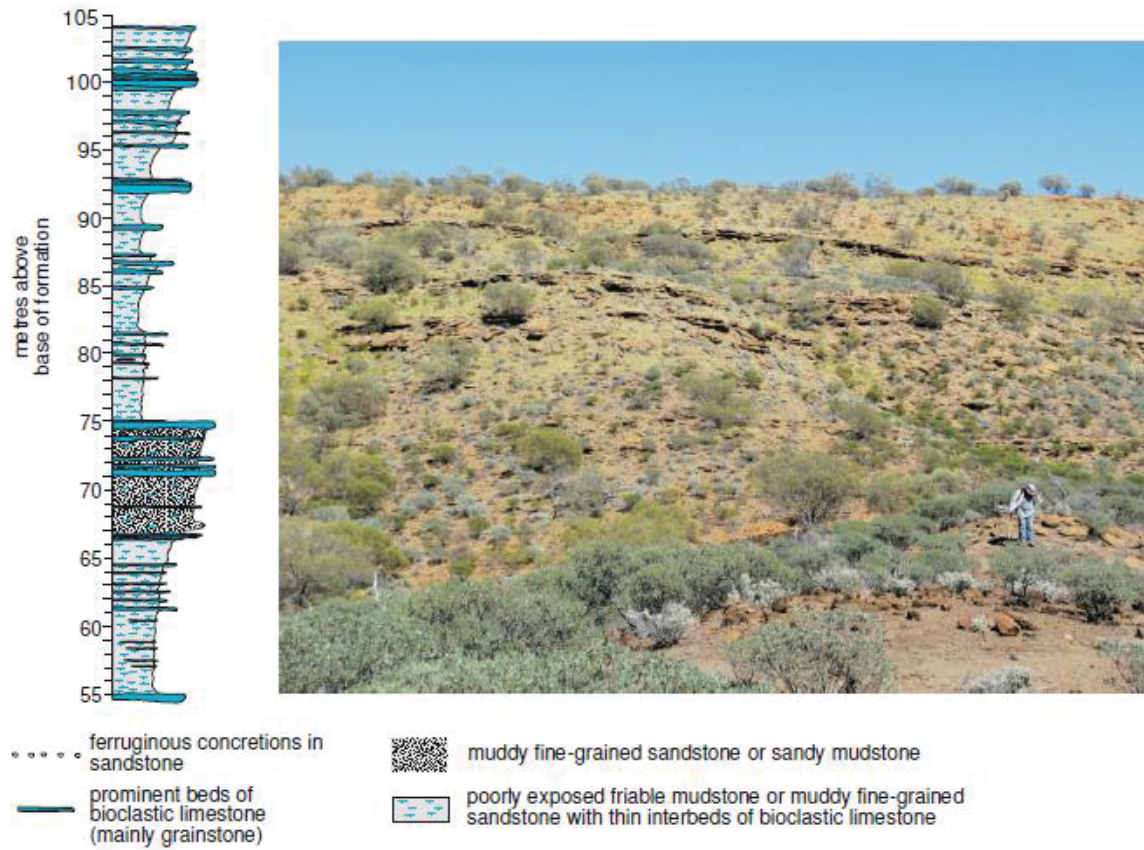 105
100
95
90
85
80
75
70
65
60
55
metres above
base of formation
ferruginous concretions in
sandstone
prominent beds of
bioclastic limestone
(mainly grainstone)
muddy fine-grained sandstone or sandy mudstone
poorly exposed friable mudstone or muddy fine-grained
sandstone with thin interbeds of bioclastic limestone